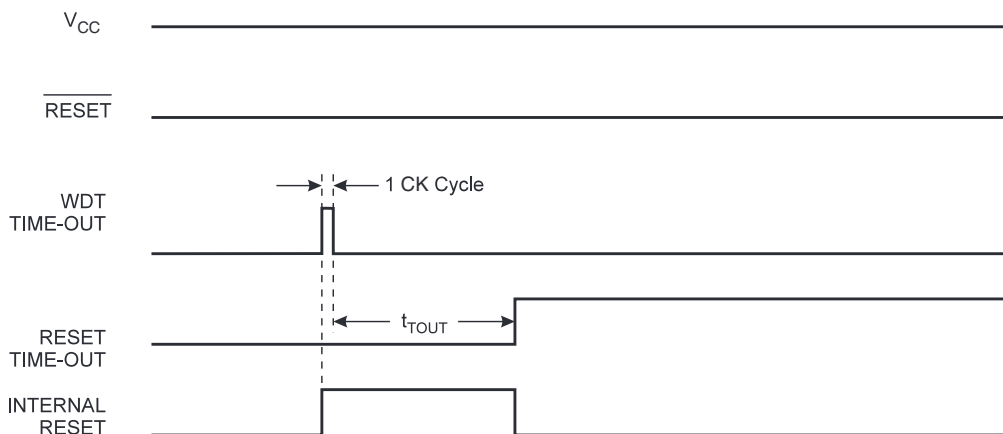 VCC
RESET
1 CK Cycle
WDT
TIME-OUT
tTOUT
RESET
TIME-OUT
INTERNAL
RESET